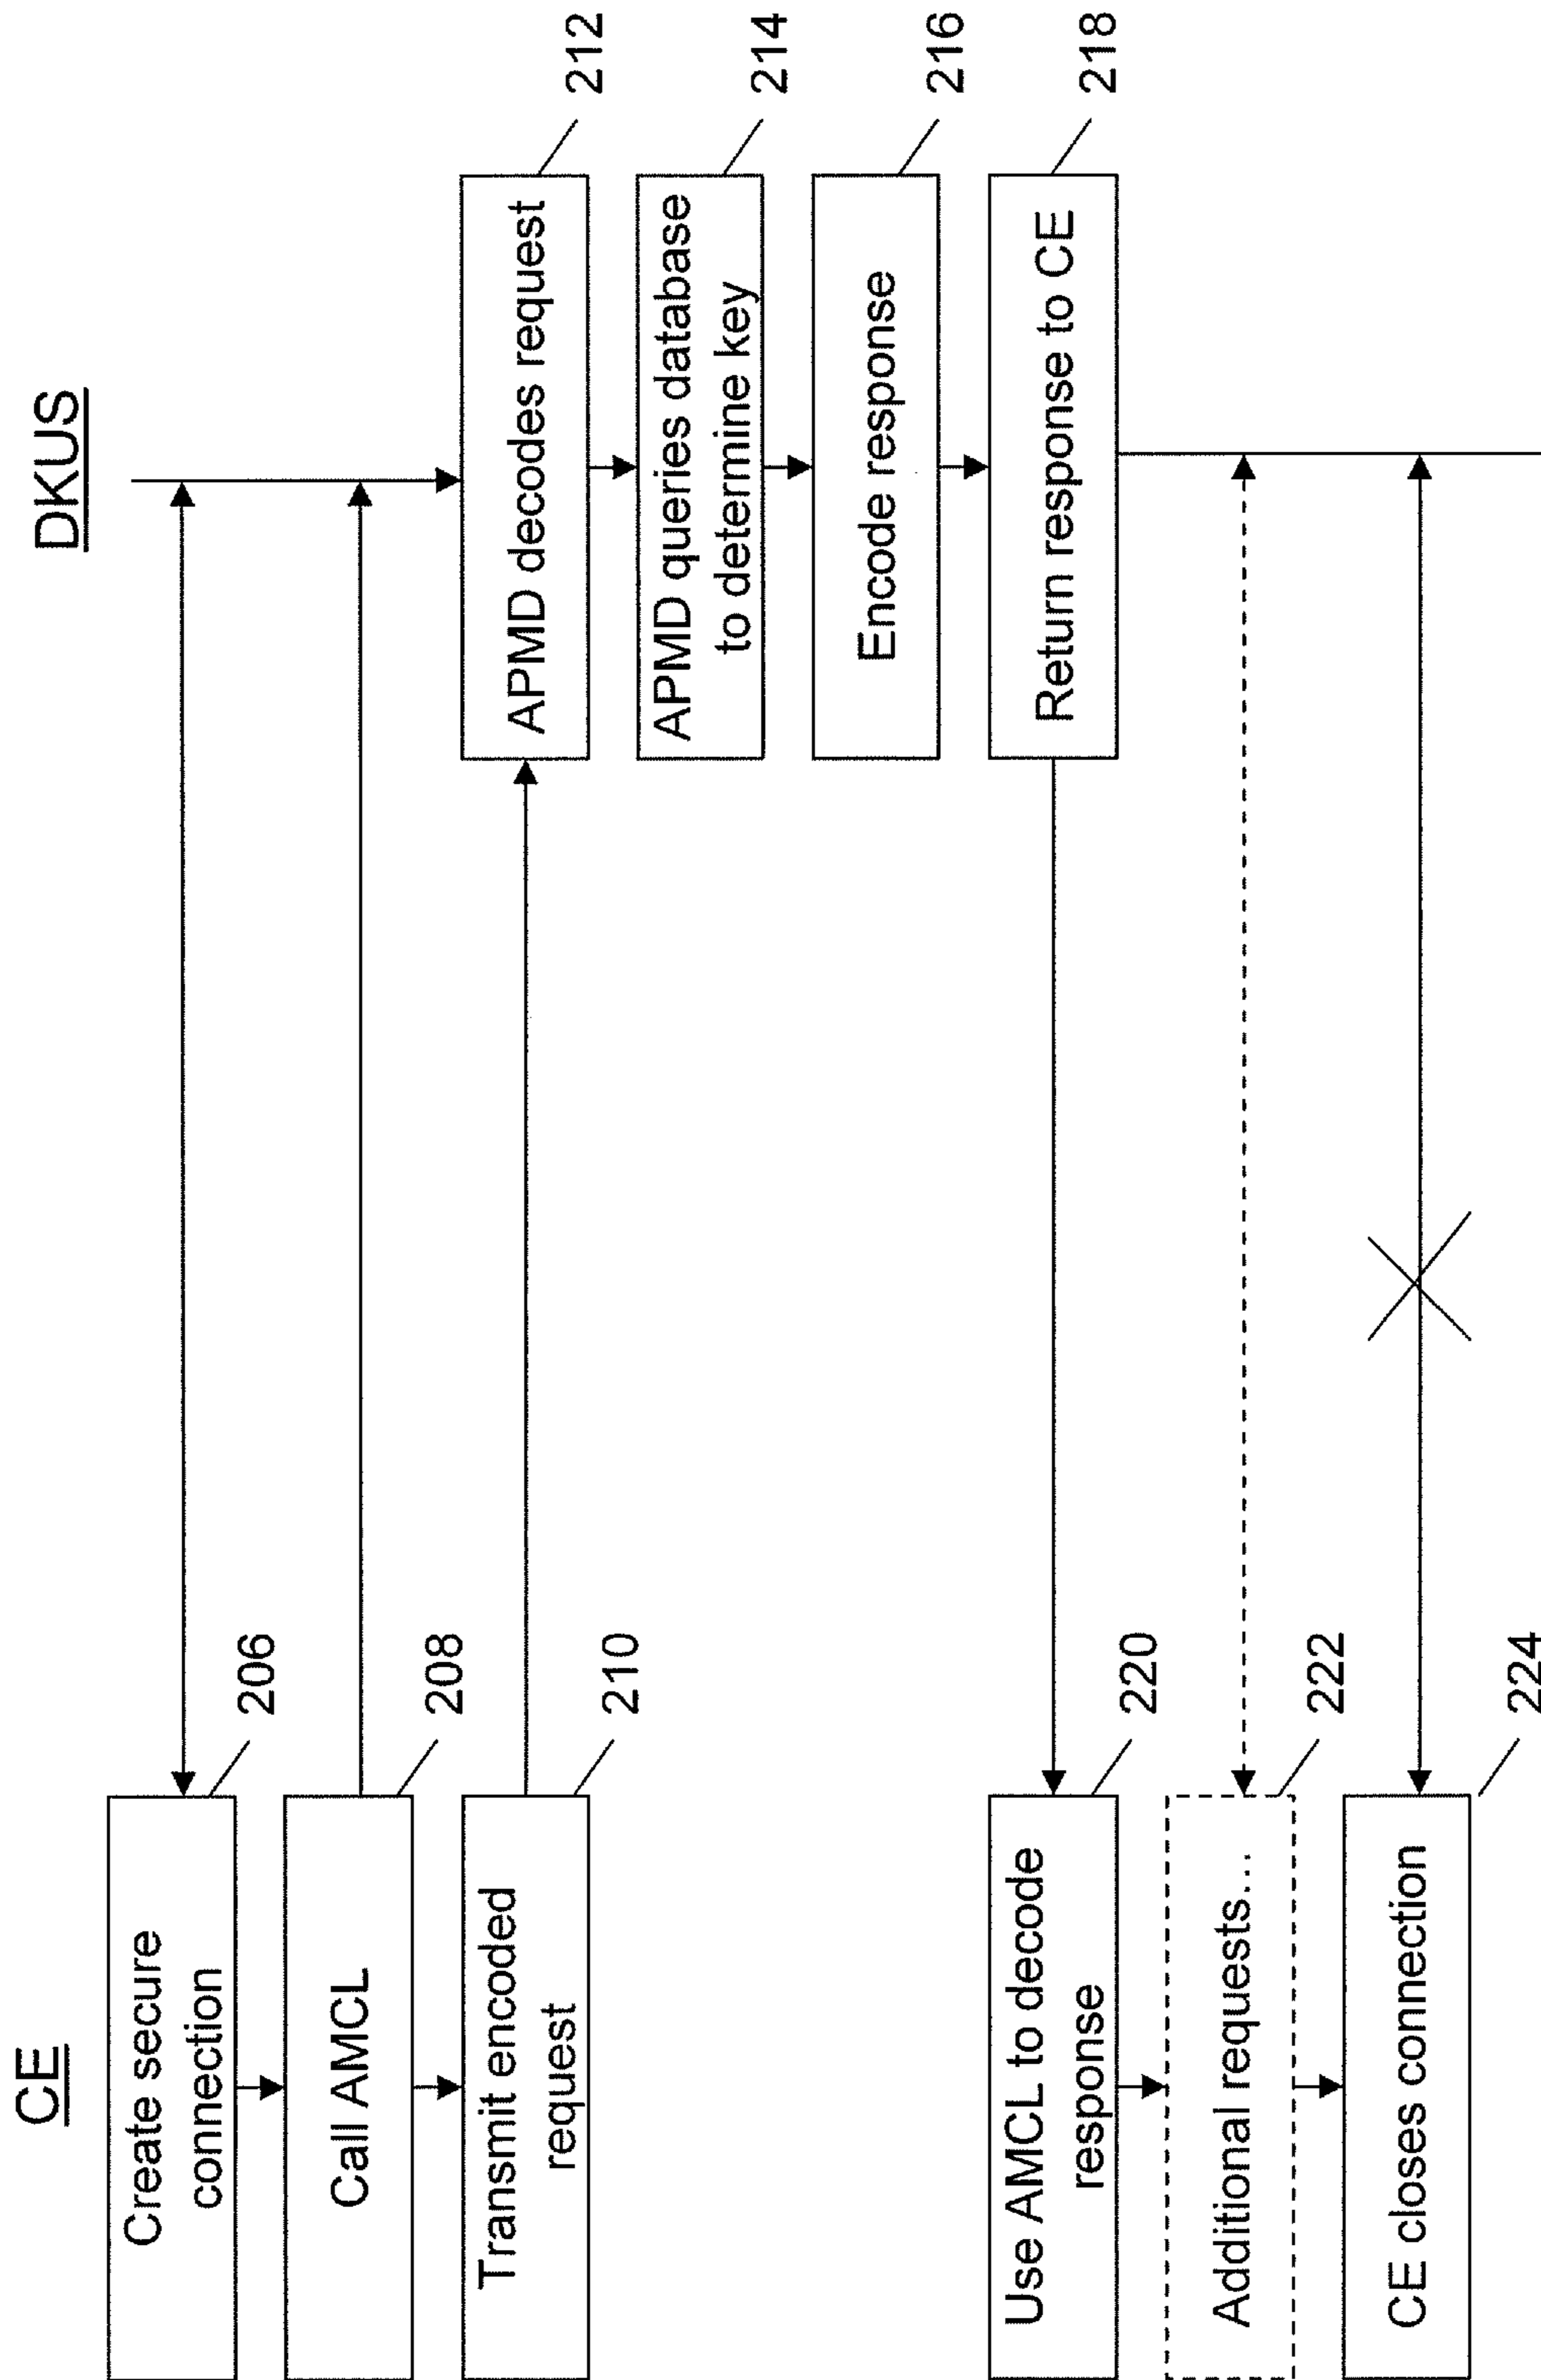 CE
DKUS
Create secure
connection
206
Call AMCL
208
Transmit encoded
request
210
APMD decodes request
212
APMD queries database
to determine key
214
Encode response
216
Return response to CE
218
Use AMCL to decode
response
220
Additional requests...
222
CE closes connection
224